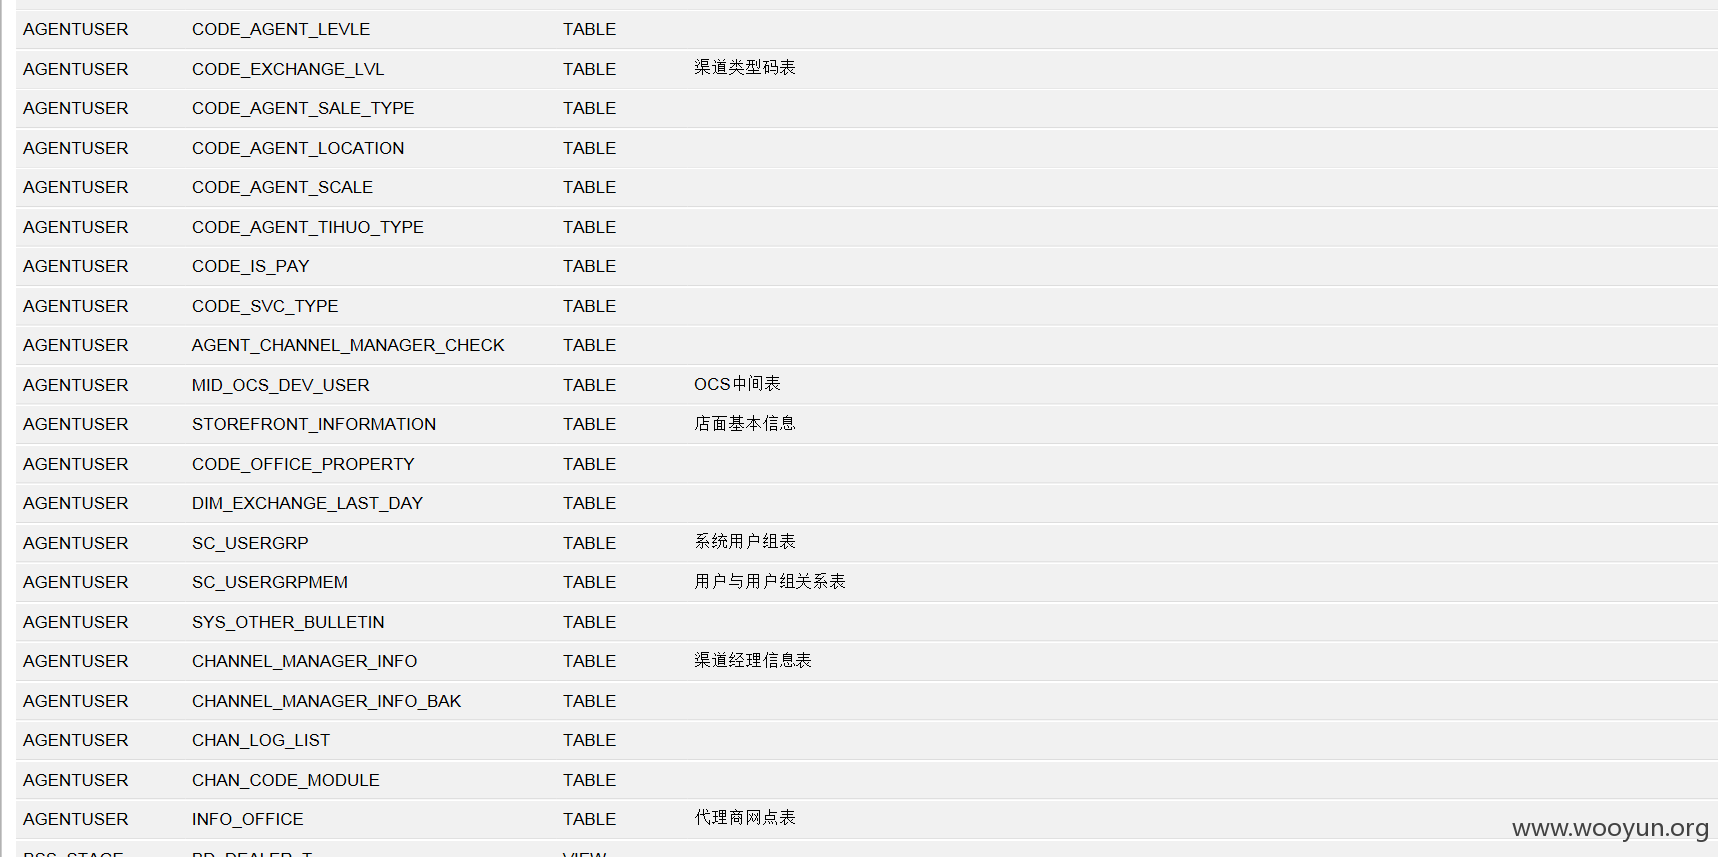 AGENTUSER CODE_AGENT_LEVLE TABLE
AGENTUSER CODE_EXCHANGE_LVL TABLE 渠道类型码表
AGENTUSER CODE_AGENT_SALE_TYPE TABLE
AGENTUSER CODE_AGENT_LOCATION TABLE
AGENTUSER CODE_AGENT_SCALE TABLE
AGENTUSER CODE_AGENT_TIHUO_TYPE TABLE
AGENTUSER CODE_IS_PAY TABLE
AGENTUSER CODE_SVC_TYPE TABLE
AGENTUSER AGENT_CHANNEL_MANAGER_CHECK TABLE
AGENTUSER MID_OCS_DEV_USER TABLE OCS中间表
AGENTUSER STOREFRONT_INFORMATION TABLE 店面基本信息
AGENTUSER CODE_OFFICE_PROPERTY TABLE
AGENTUSER DIM_EXCHANGE_LAST_DAY TABLE
AGENTUSER SC_USERGRP TABLE 系统用户组表
AGENTUSER SC_USERGRPMEM TABLE 用户与用户组关系表
AGENTUSER SYS_OTHER_BULLETIN TABLE
AGENTUSER CHANNEL_MANAGER_INFO TABLE 渠道经理信息表
AGENTUSER CHANNEL_MANAGER_INFO_BAK TABLE
AGENTUSER CHAN_LOG_LIST TABLE
AGENTUSER CHAN_CODE_MODULE TABLE
AGENTUSER INFO_OFFICE TABLE 代理商网点表
www.wooyun.org